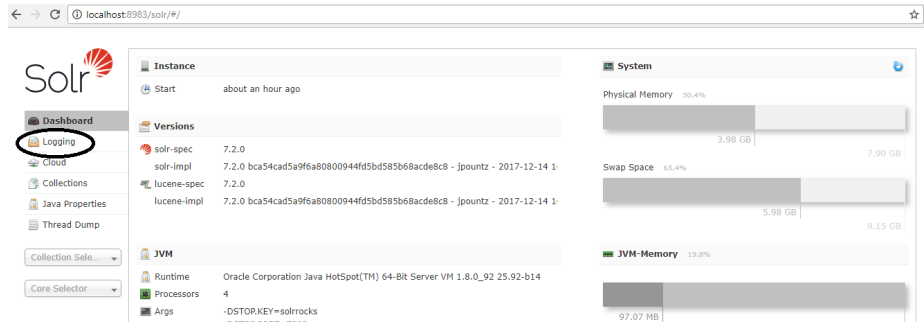 localhost:8983/solr/#/
Solr
Dashboard
Logging
Cloud
Collections
Java Properties
Thread Dump
Collection Sele...
Core Selector
Instance
Start about an hour ago
Versions
solr-spec 7.2.0
solr-impl 7.2.0 bca54cad5a9f6a80800944fd5bd585b68acde8c8 - jpountz - 2017-12-14 1
lucene-spec 7.2.0
lucene-impl 7.2.0 bca54cad5a9f6a80800944fd5bd585b68acde8c8 - jpountz - 2017-12-14 1
JVM
Runtime Oracle Corporation Java HotSpot(TM) 64-Bit Server VM 1.8.0_92 25.92-b14
Processors 4
Args -DSTOP.KEY=solrrocks
System
Physical Memory 50.4%
3.98 GB
7.90 GB
Swap Space 65.4%
5.98 GB
9.15 GB
JVM-Memory 19.8%
97.07 MB